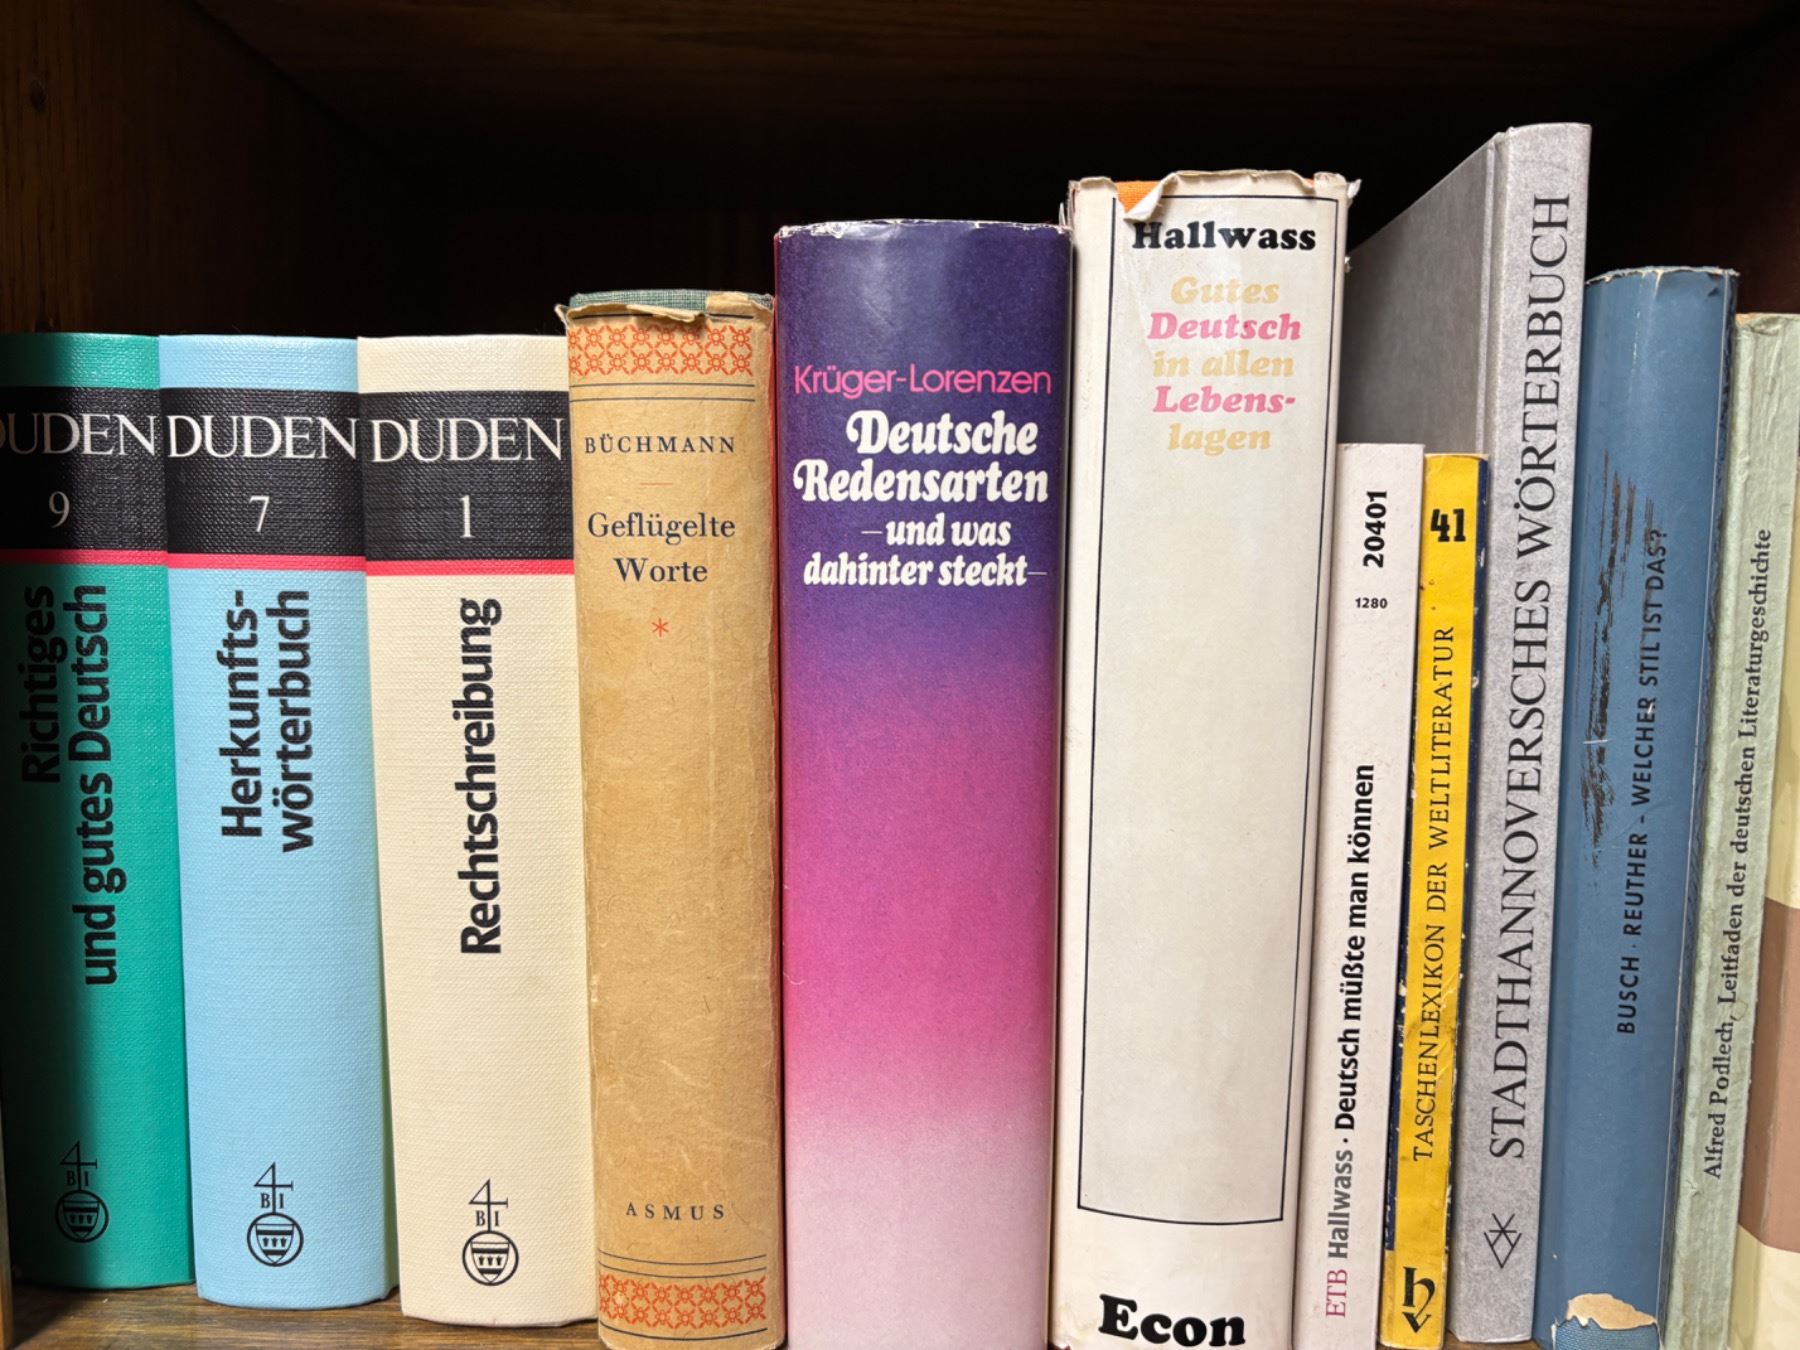 DUDEN
9
Richtiges
und gutes Deutsch
B I
DUDEN
7
Herkunfts-
wörterbuch
B I
DUDEN
1
Rechtschreibung
B I
BÜCHMANN
Geflügelte
Worte
*
ASMUS
Krüger-Lorenzen
Deutsche
Redensarten
–und was
dahinter steckt–
Hallwass
Gutes
Deutsch
in allen
Lebens-
lagen
Econ
20401
1280
ETB Hallwass · Deutsch müßte man können
41
TASCHENLEXIKON DER WELTLITERATUR
h
STADTHANNOVERSCHES WÖRTERBUCH
BUSCH · REUTHER - WELCHER STIL IST DAS?
Alfred Podlech, Leitfaden der deutschen Literaturgeschichte